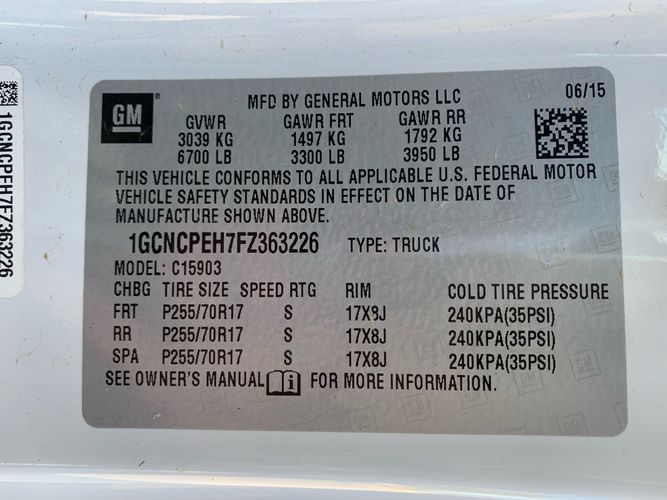 1GCNCPEH7FZ363226
GM
MFD BY GENERAL MOTORS LLC 06/15
GVWR GAWR FRT GAWR RR
3039 KG 1497 KG 1792 KG
6700 LB 3300 LB 3950 LB
THIS VEHICLE CONFORMS TO ALL APPLICABLE U.S. FEDERAL MOTOR
VEHICLE SAFETY STANDARDS IN EFFECT ON THE DATE OF
MANUFACTURE SHOWN ABOVE.
1GCNCPEH7FZ363226 TYPE: TRUCK
MODEL: C15903
CHBG TIRE SIZE SPEED RTG RIM COLD TIRE PRESSURE
FRT P255/70R17 S 17X8J 240KPA(35PSI)
RR P255/70R17 S 17X8J 240KPA(35PSI)
SPA P255/70R17 S 17X8J 240KPA(35PSI)
SEE OWNER'S MANUAL i FOR MORE INFORMATION.